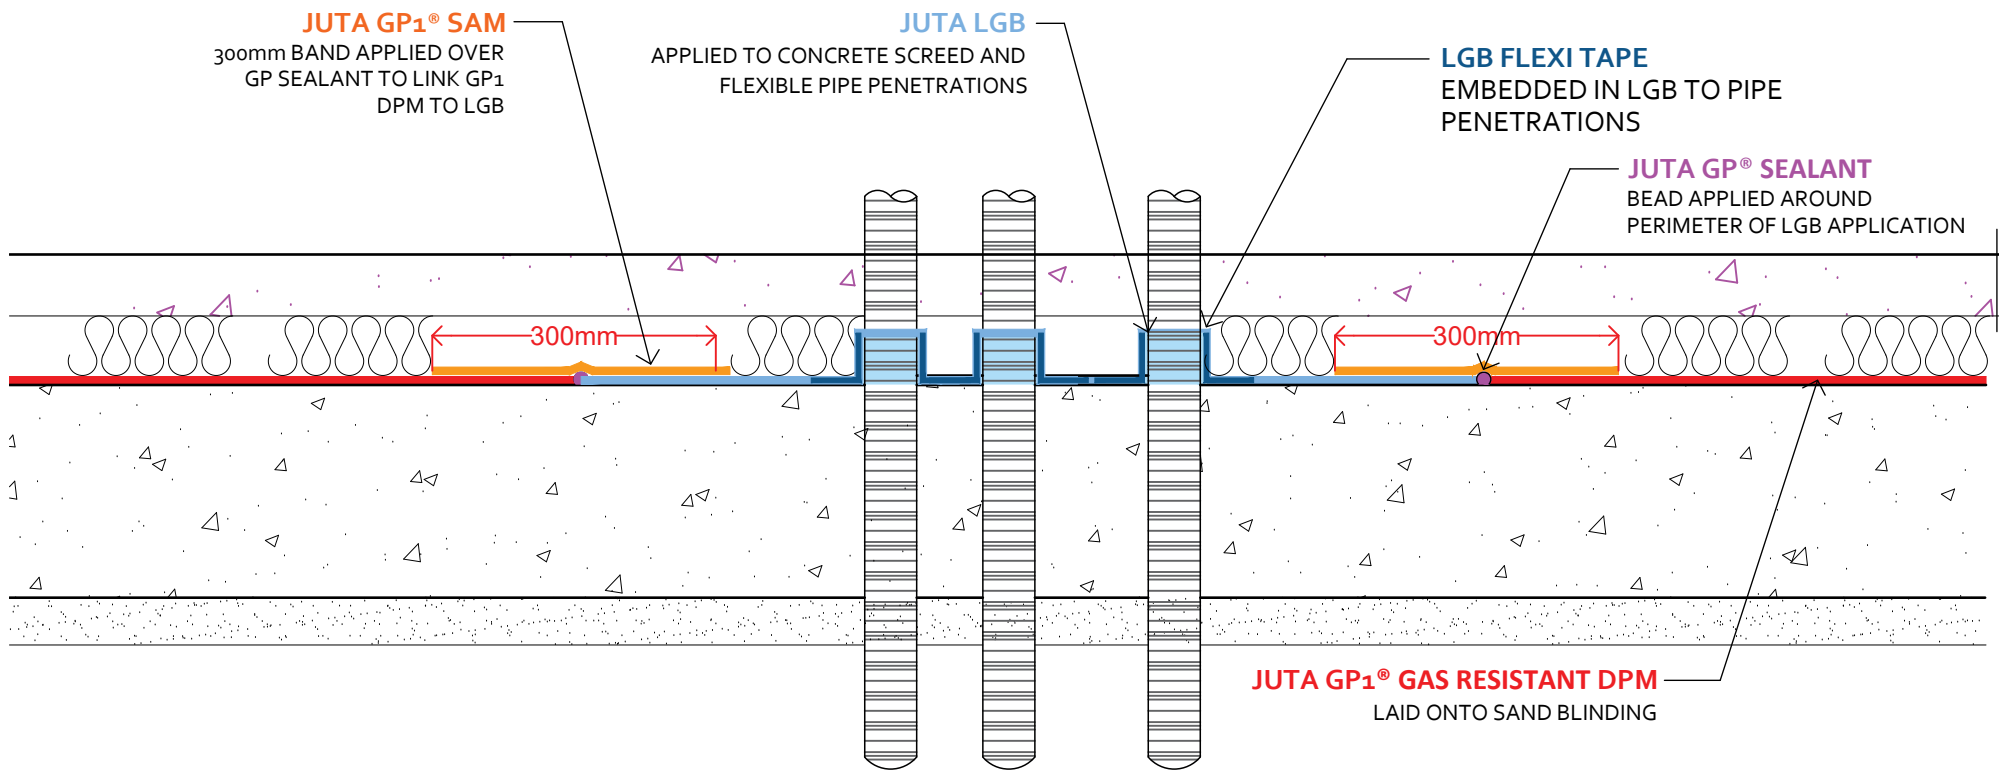 JUTA GP1® SAM
300mm BAND APPLIED OVER
GP SEALANT TO LINK GP1
DPM TO LGB
JUTA LGB
APPLIED TO CONCRETE SCREED AND
FLEXIBLE PIPE PENETRATIONS
LGB FLEXI TAPE
EMBEDDED IN LGB TO PIPE
PENETRATIONS
JUTA GP® SEALANT
BEAD APPLIED AROUND
PERIMETER OF LGB APPLICATION
300mm
300mm
JUTA GP1® GAS RESISTANT DPM
LAID ONTO SAND BLINDING